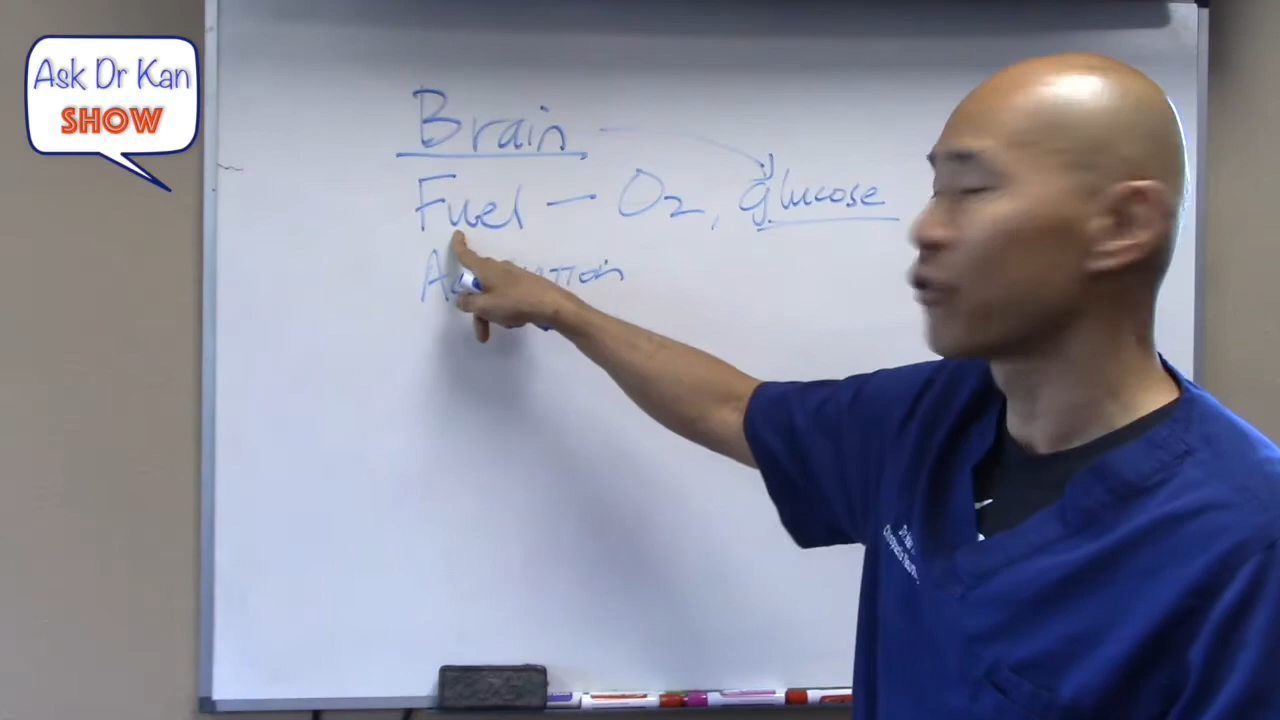 Ask Dr Kan
SHOW
Brain
Fuel — O2, glucose